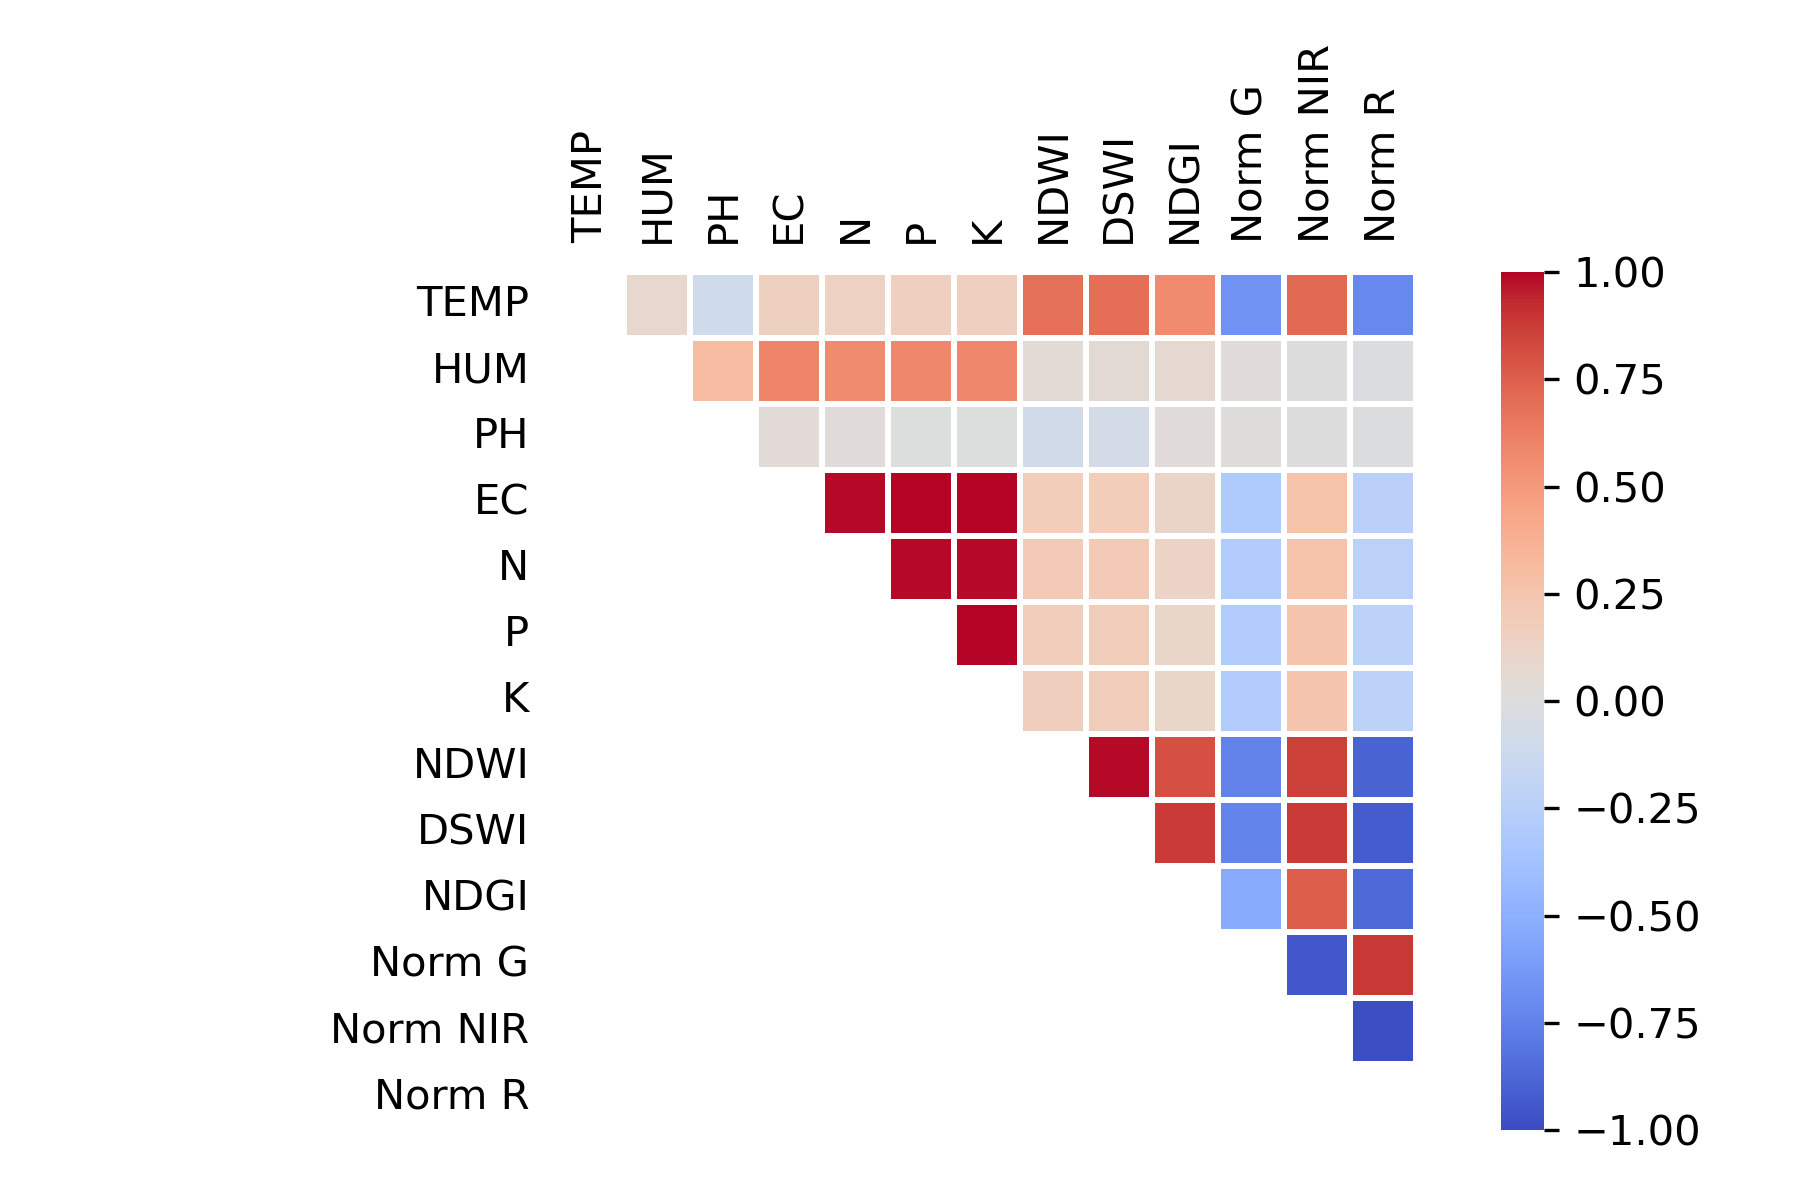 TEMP
HUM
PH
EC
N
P
K
NDWI
DSWI
NDGI
Norm G
Norm NIR
Norm R
TEMP
HUM
PH
EC
N
P
K
NDWI
DSWI
NDGI
Norm G
Norm NIR
Norm R
1.00
0.75
0.50
0.25
0.00
−0.25
−0.50
−0.75
−1.00